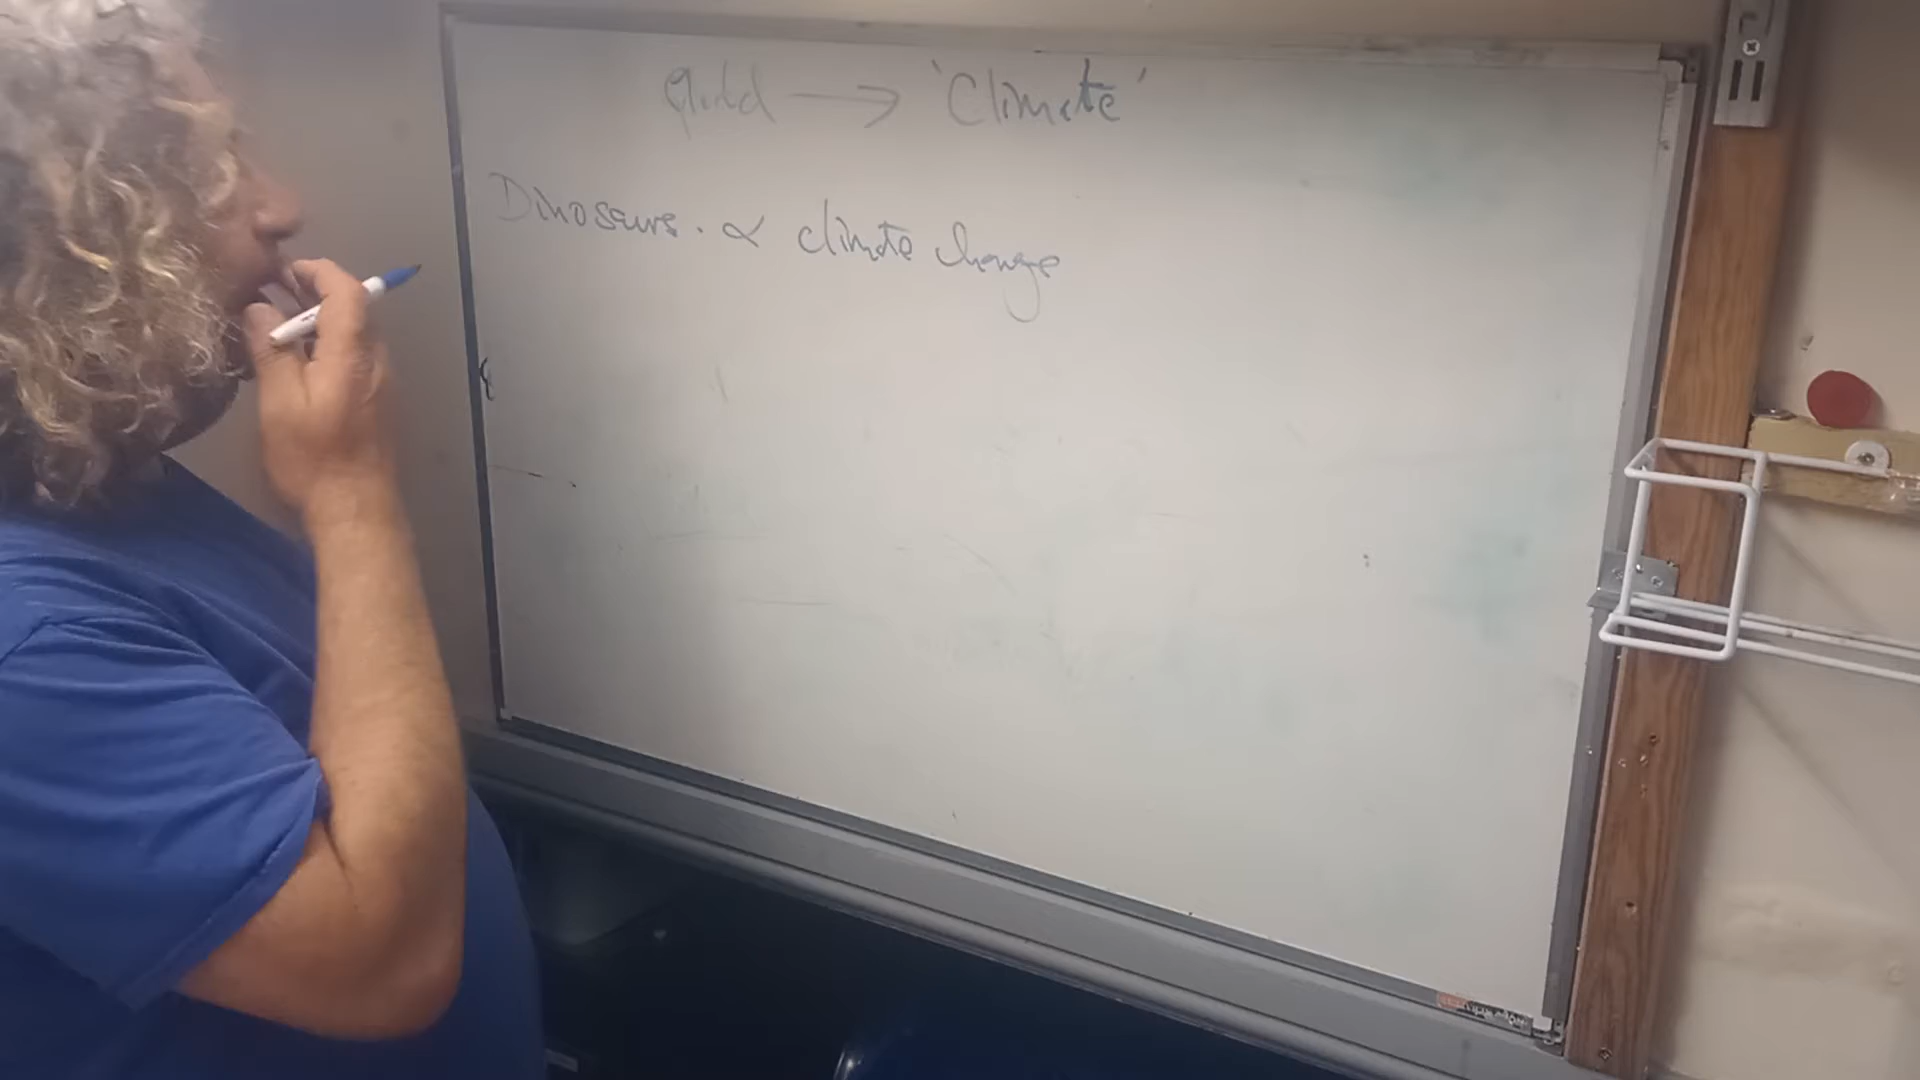 → 'Climate'
Dinosaurs. ∝ climate change